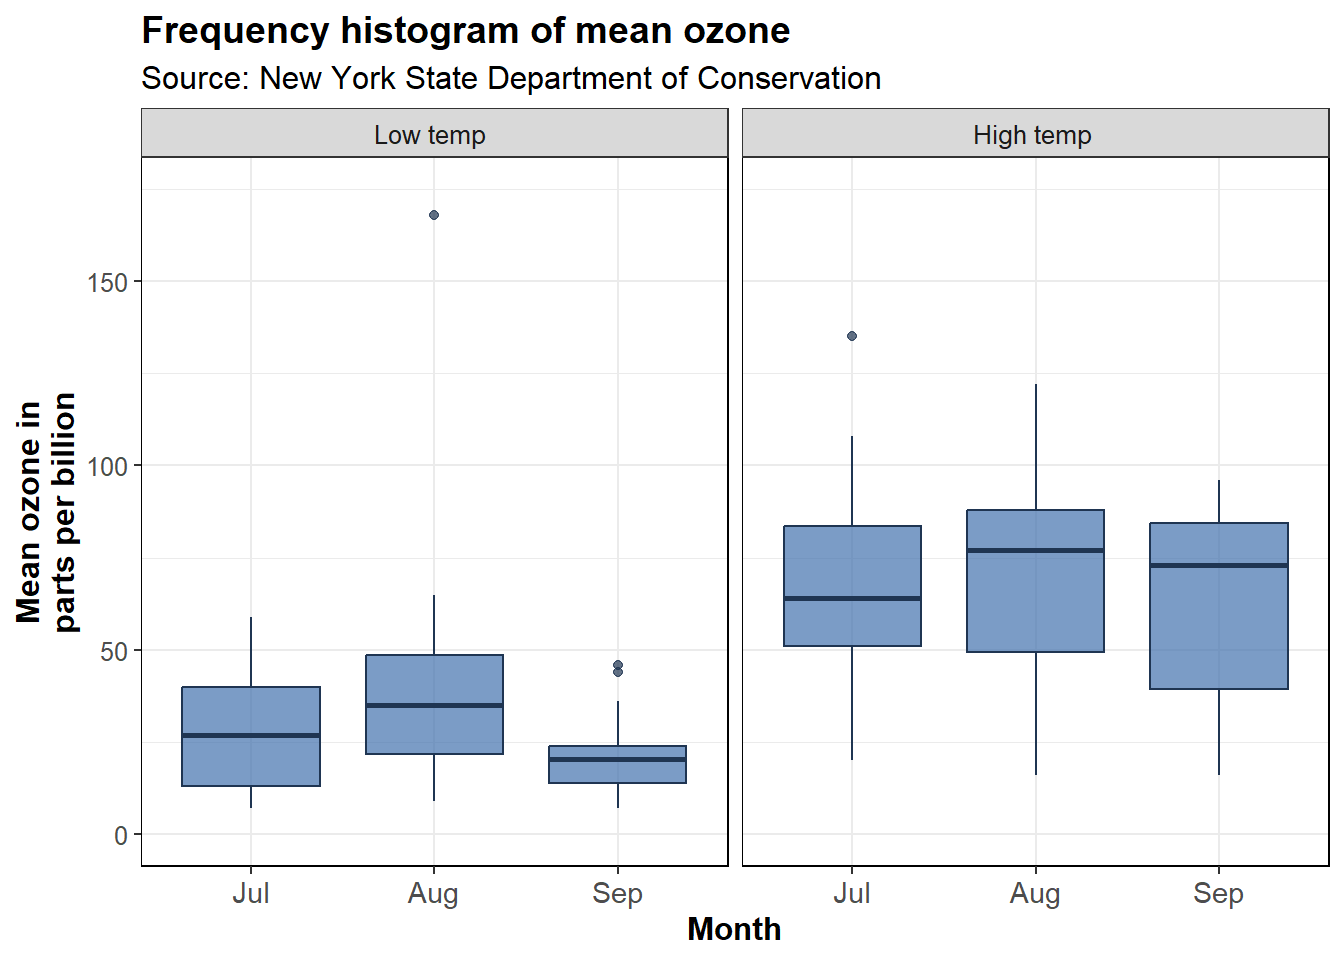 Frequency histogram of mean ozone
Source: New York State Department of Conservation
Low temp
High temp
Mean ozone in
parts per billion
150
100
50
0
Jul Aug Sep
Jul Aug Sep
Month